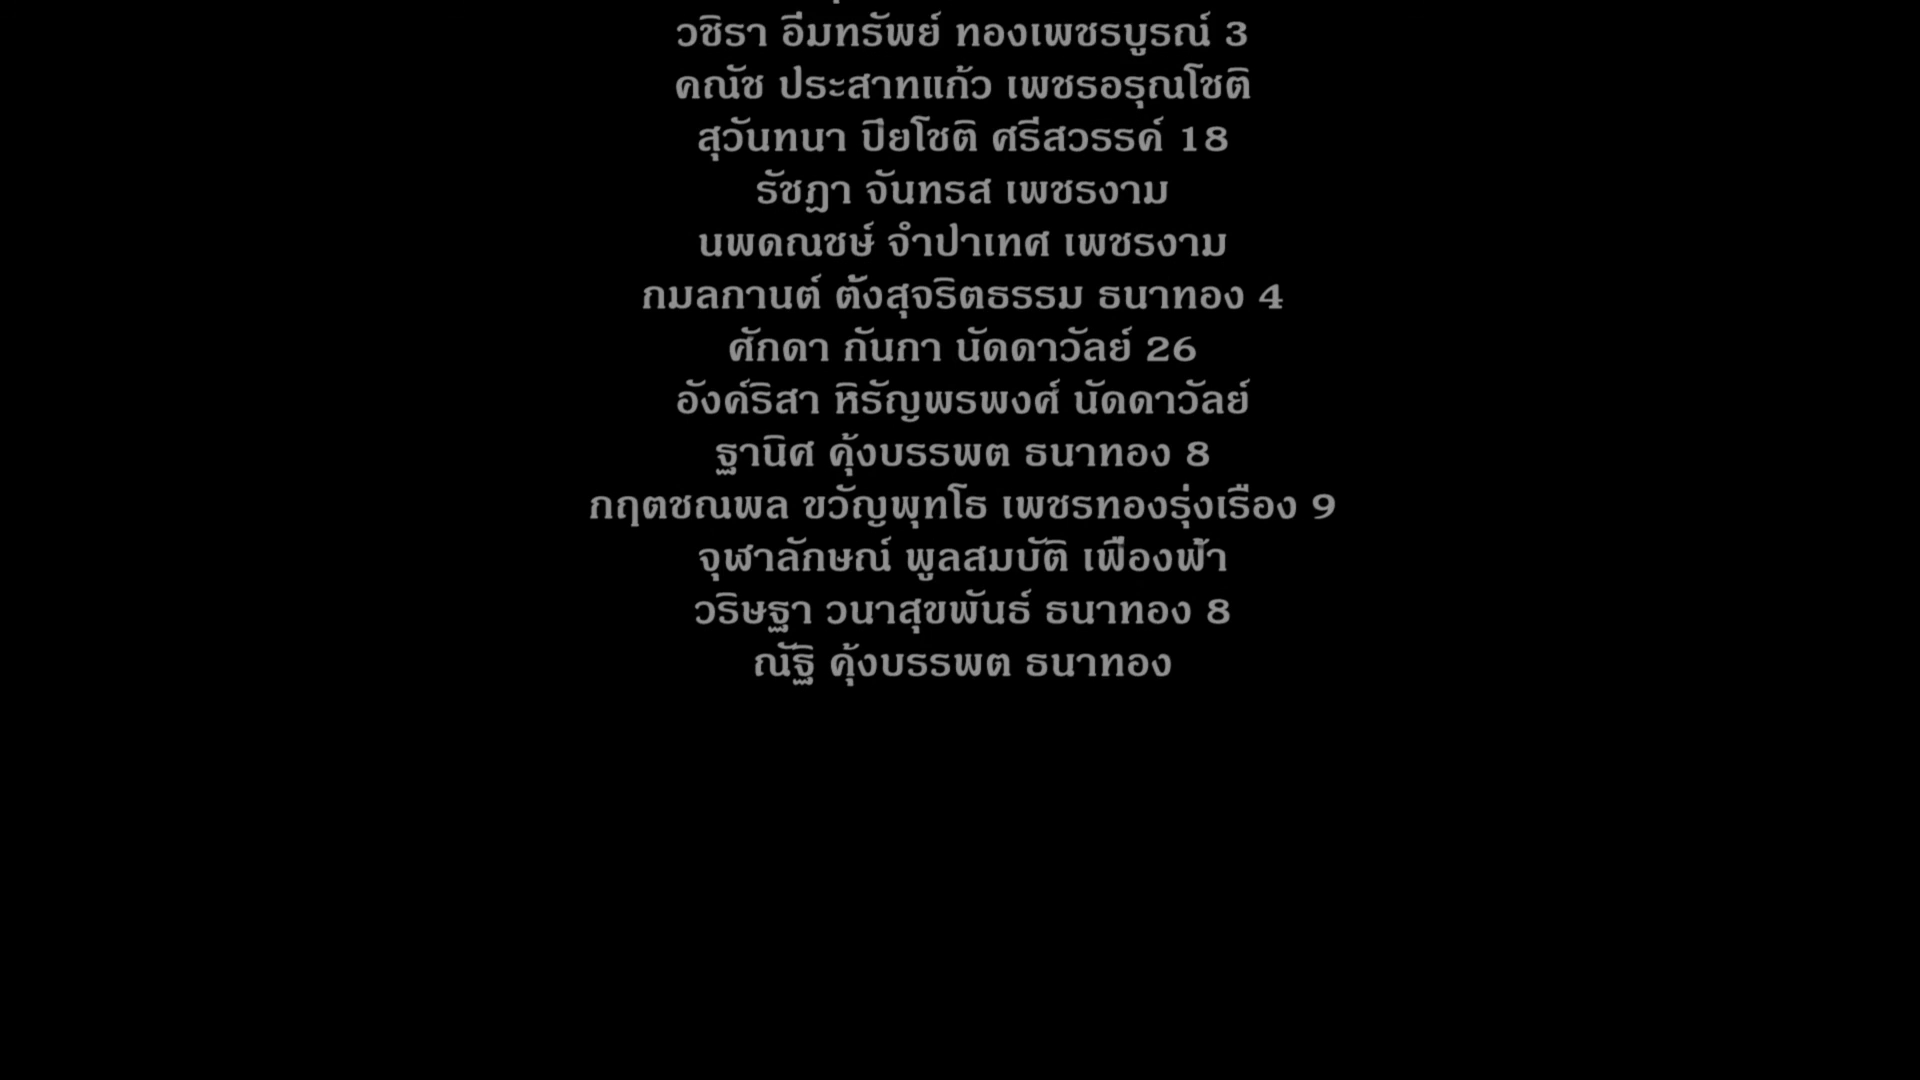 วชิรา อิ่มทรัพย์ ทองเพชรบูรณ์ 3
คณัช ประสาทแก้ว เพชรอรุณโชติ
สุวันทนา ปิยโชติ ศรีสวรรค์ 18
รัชฎา จันทรส เพชรงาม
นพดณชษ์ จำปาเทศ เพชรงาม
กมลกานต์ ตั้งสุจริตธรรม ธนาทอง 4
ศักดา กันกา นัดดาวัลย์ 26
อังค์ริสา หิรัญพรพงศ์ นัดดาวัลย์
ฐานิศ คุ้งบรรพต ธนาทอง 8
กฤตชณพล ขวัญพุทโธ เพชรทองรุ่งเรือง 9
จุฬาลักษณ์ พูลสมบัติ เฟื่องฟ้า
วริษฐา วนาสุขพันธ์ ธนาทอง 8
ณัฐิ คุ้งบรรพต ธนาทอง